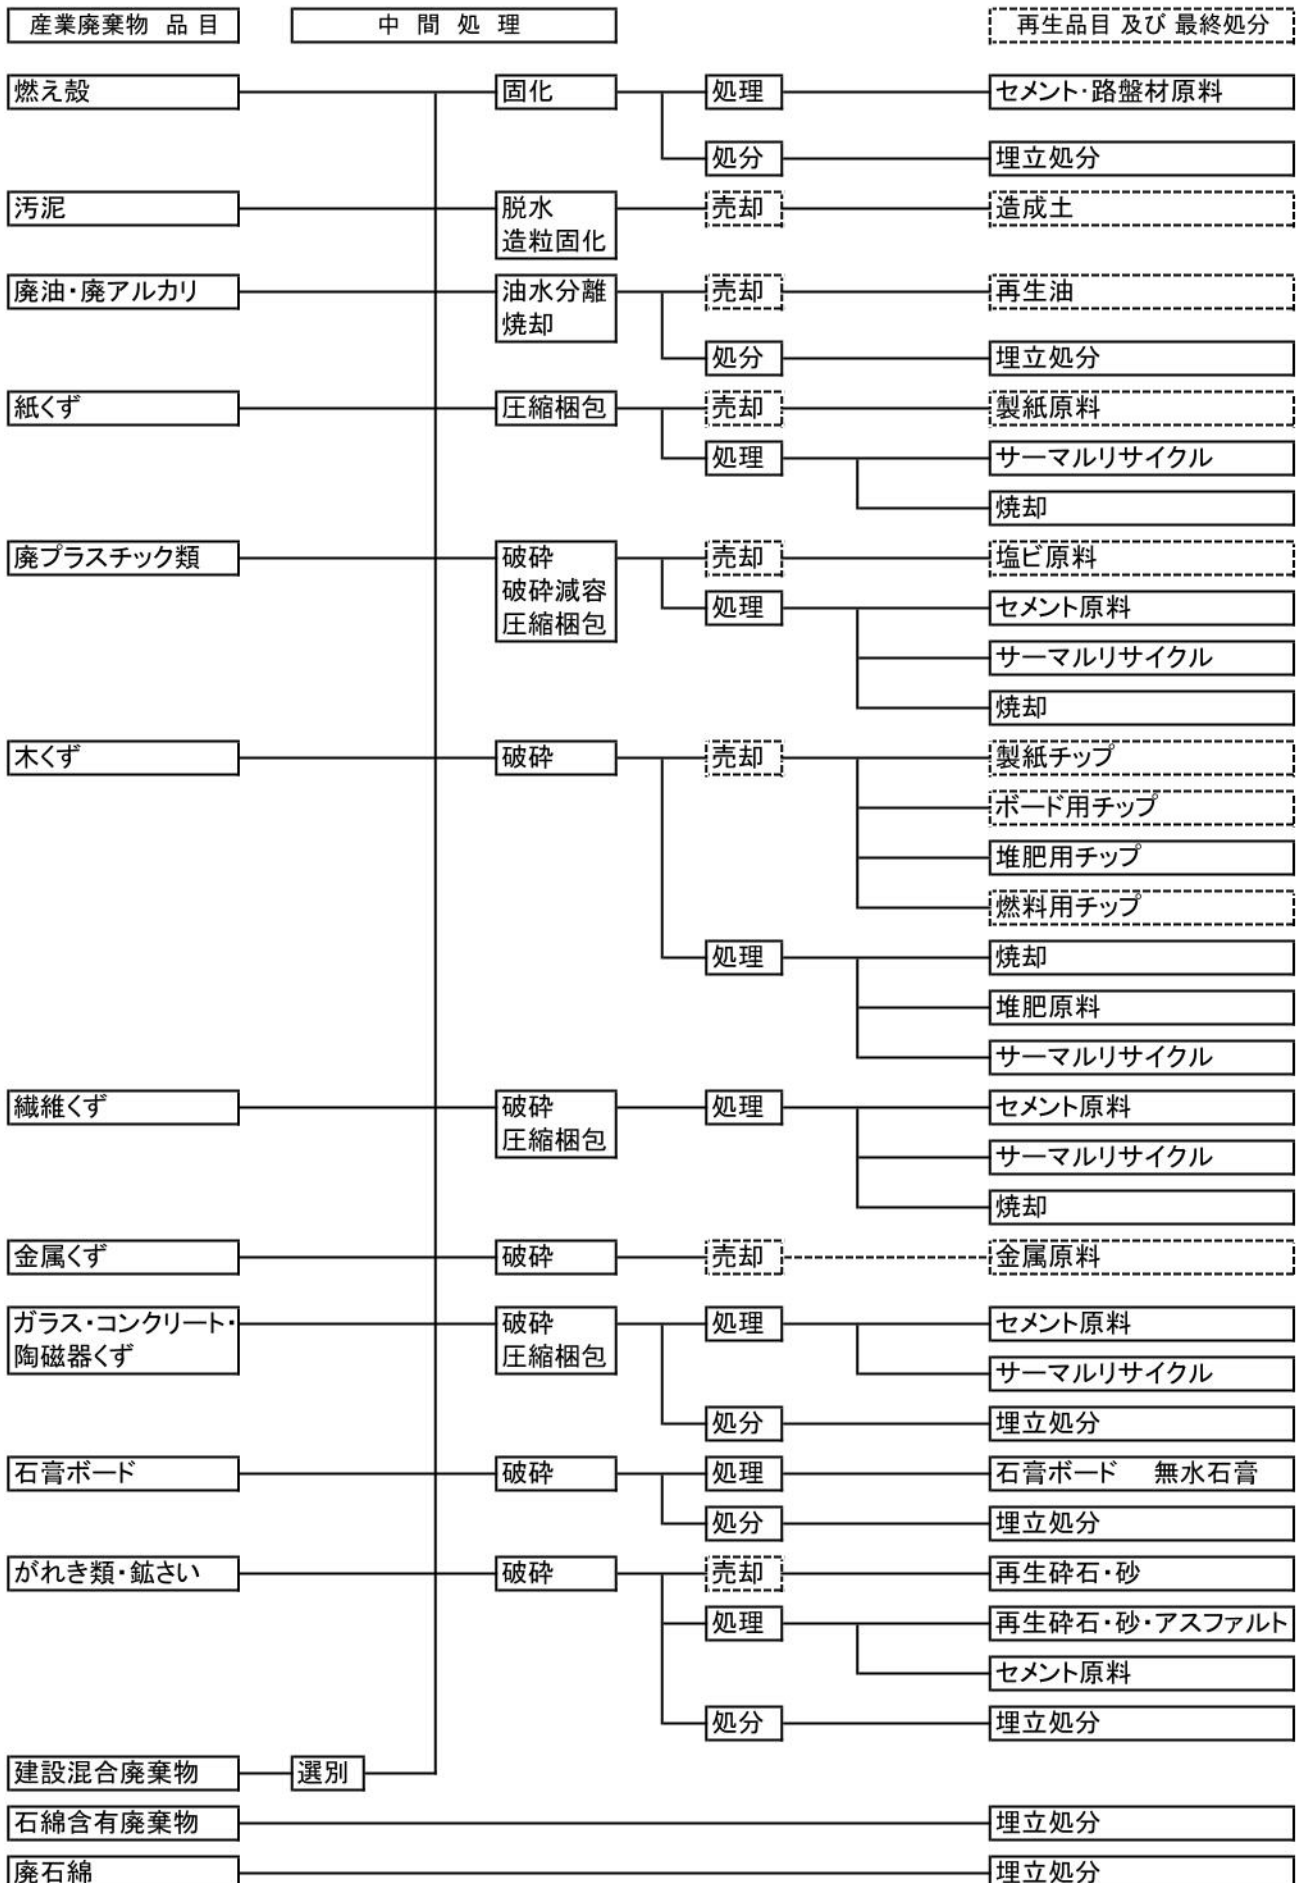 産業廃棄物 品目
中間処理
再生品目 及び 最終処分
燃え殻
固化
処理
セメント・路盤材原料
処分
埋立処分
汚泥
脱水
造粒固化
売却
造成土
廃油・廃アルカリ
油水分離
焼却
売却
再生油
処分
埋立処分
紙くず
圧縮梱包
売却
製紙原料
処理
サーマルリサイクル
焼却
廃プラスチック類
破砕
破砕減容
圧縮梱包
売却
塩ビ原料
処理
セメント原料
サーマルリサイクル
焼却
木くず
破砕
売却
製紙チップ
ボード用チップ
堆肥用チップ
燃料用チップ
処理
焼却
堆肥原料
サーマルリサイクル
繊維くず
破砕
圧縮梱包
処理
セメント原料
サーマルリサイクル
焼却
金属くず
破砕
売却
金属原料
ガラス・コンクリート・
陶磁器くず
破砕
圧縮梱包
処理
セメント原料
サーマルリサイクル
処分
埋立処分
石膏ボード
破砕
処理
石膏ボード 無水石膏
処分
埋立処分
がれき類・鉱さい
破砕
売却
再生砕石・砂
処理
再生砕石・砂・アスファルト
セメント原料
処分
埋立処分
建設混合廃棄物
選別
石綿含有廃棄物
埋立処分
廃石綿
埋立処分